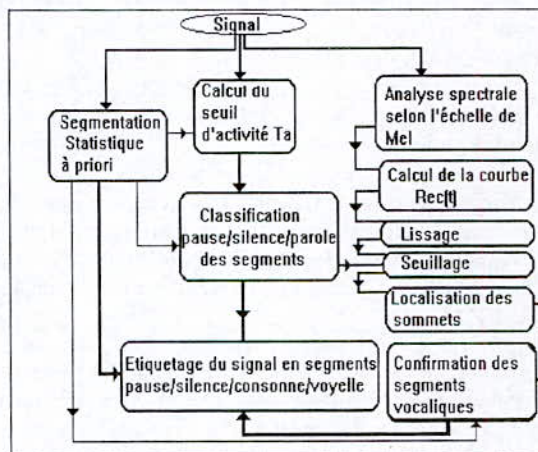 Signal
Calcul du
seuil
d'activité Ta
Analyse spectrale
selon l'échelle de
Mel
Segmentation
Statistique
à priori
Calcul de la courbe
Rec[t]
Classification
pause/silence/parole
des segments
Lissage
Seuillage
Localisation des
sommets
Etiquetage du signal en segments
pause/silence/consonne/voyelle
Confirmation des
segments
vocaliques